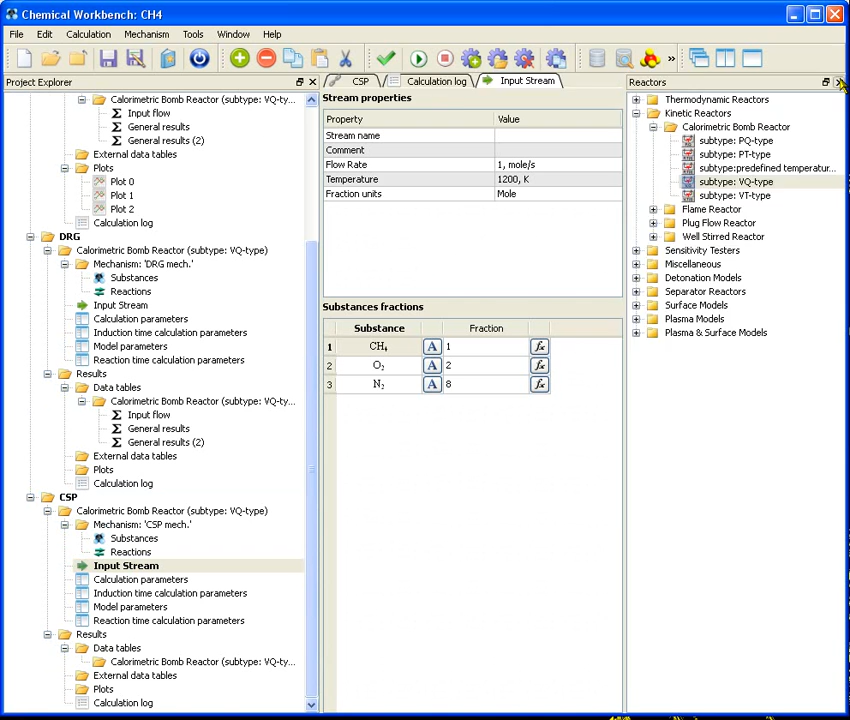 Chemical Workbench: CH4
File Edit Calculation Mechanism Tools Window Help
»
Project Explorer
Calorimetric Bomb Reactor (subtype: VQ-ty...
Input flow
General results
General results (2)
External data tables
Plots
Plot 0
Plot 1
Plot 2
Calculation log
DRG
Calorimetric Bomb Reactor (subtype: VQ-type)
Mechanism: 'DRG mech.'
Substances
Reactions
Input Stream
Calculation parameters
Induction time calculation parameters
Model parameters
Reaction time calculation parameters
Results
Data tables
Calorimetric Bomb Reactor (subtype: VQ-ty...
Input flow
General results
General results (2)
External data tables
Plots
Calculation log
CSP
Calorimetric Bomb Reactor (subtype: VQ-type)
Mechanism: 'CSP mech.'
Substances
Reactions
Input Stream
Calculation parameters
Induction time calculation parameters
Model parameters
Reaction time calculation parameters
Results
Data tables
Calorimetric Bomb Reactor (subtype: VQ-ty...
External data tables
Plots
Calculation log
CSP Calculation log Input Stream
Stream properties
Property Value
Stream name
Comment
Flow Rate 1, mole/s
Temperature 1200, K
Fraction units Mole
Substances fractions
Substance Fraction
1 CH₄ A 1 fx
2 O₂ A 2 fx
3 N₂ A 8 fx
Reactors
Thermodynamic Reactors
Kinetic Reactors
Calorimetric Bomb Reactor
subtype: PQ-type
subtype: PT-type
subtype:predefined temperatur...
subtype: VQ-type
subtype: VT-type
Flame Reactor
Plug Flow Reactor
Well Stirred Reactor
Sensitivity Testers
Miscellaneous
Detonation Models
Separator Reactors
Surface Models
Plasma Models
Plasma & Surface Models